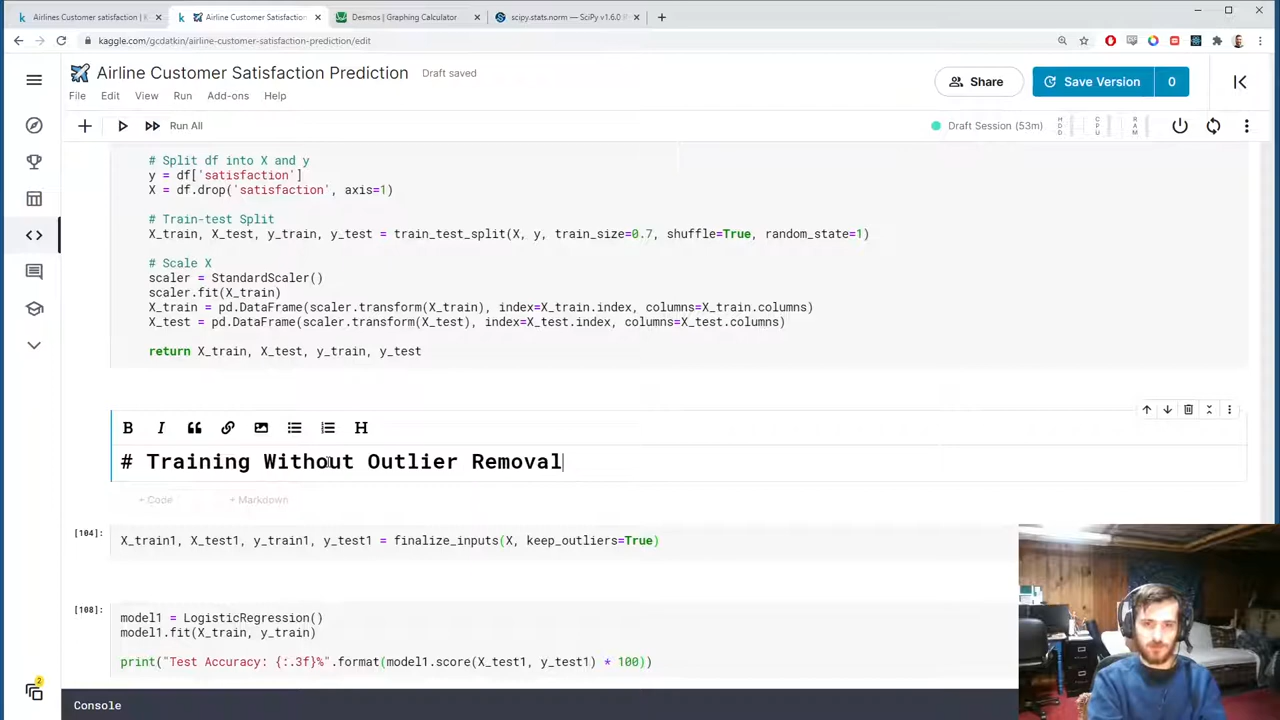 Airlines Customer satisfaction |
Airline Customer Satisfaction
Desmos | Graphing Calculator
scipy.stats.norm — SciPy v1.6.0
kaggle.com/gcdatkin/airline-customer-satisfaction-prediction/edit
Airline Customer Satisfaction Prediction
Draft saved
Share
Save Version
0
File Edit View Run Add-ons Help
Run All
Draft Session (53m)
HDD
CPU
RAM
# Split df into X and y
y = df['satisfaction']
X = df.drop('satisfaction', axis=1)
# Train-test Split
X_train, X_test, y_train, y_test = train_test_split(X, y, train_size=0.7, shuffle=True, random_state=1)
# Scale X
scaler = StandardScaler()
scaler.fit(X_train)
X_train = pd.DataFrame(scaler.transform(X_train), index=X_train.index, columns=X_train.columns)
X_test = pd.DataFrame(scaler.transform(X_test), index=X_test.index, columns=X_test.columns)
return X_train, X_test, y_train, y_test
B I H
# Training Without Outlier Removal
+ Code + Markdown
[104]:
X_train1, X_test1, y_train1, y_test1 = finalize_inputs(X, keep_outliers=True)
[108]:
model1 = LogisticRegression()
model1.fit(X_train, y_train)
print("Test Accuracy: {:.3f}%".format(model1.score(X_test1, y_test1) * 100))
2
Console